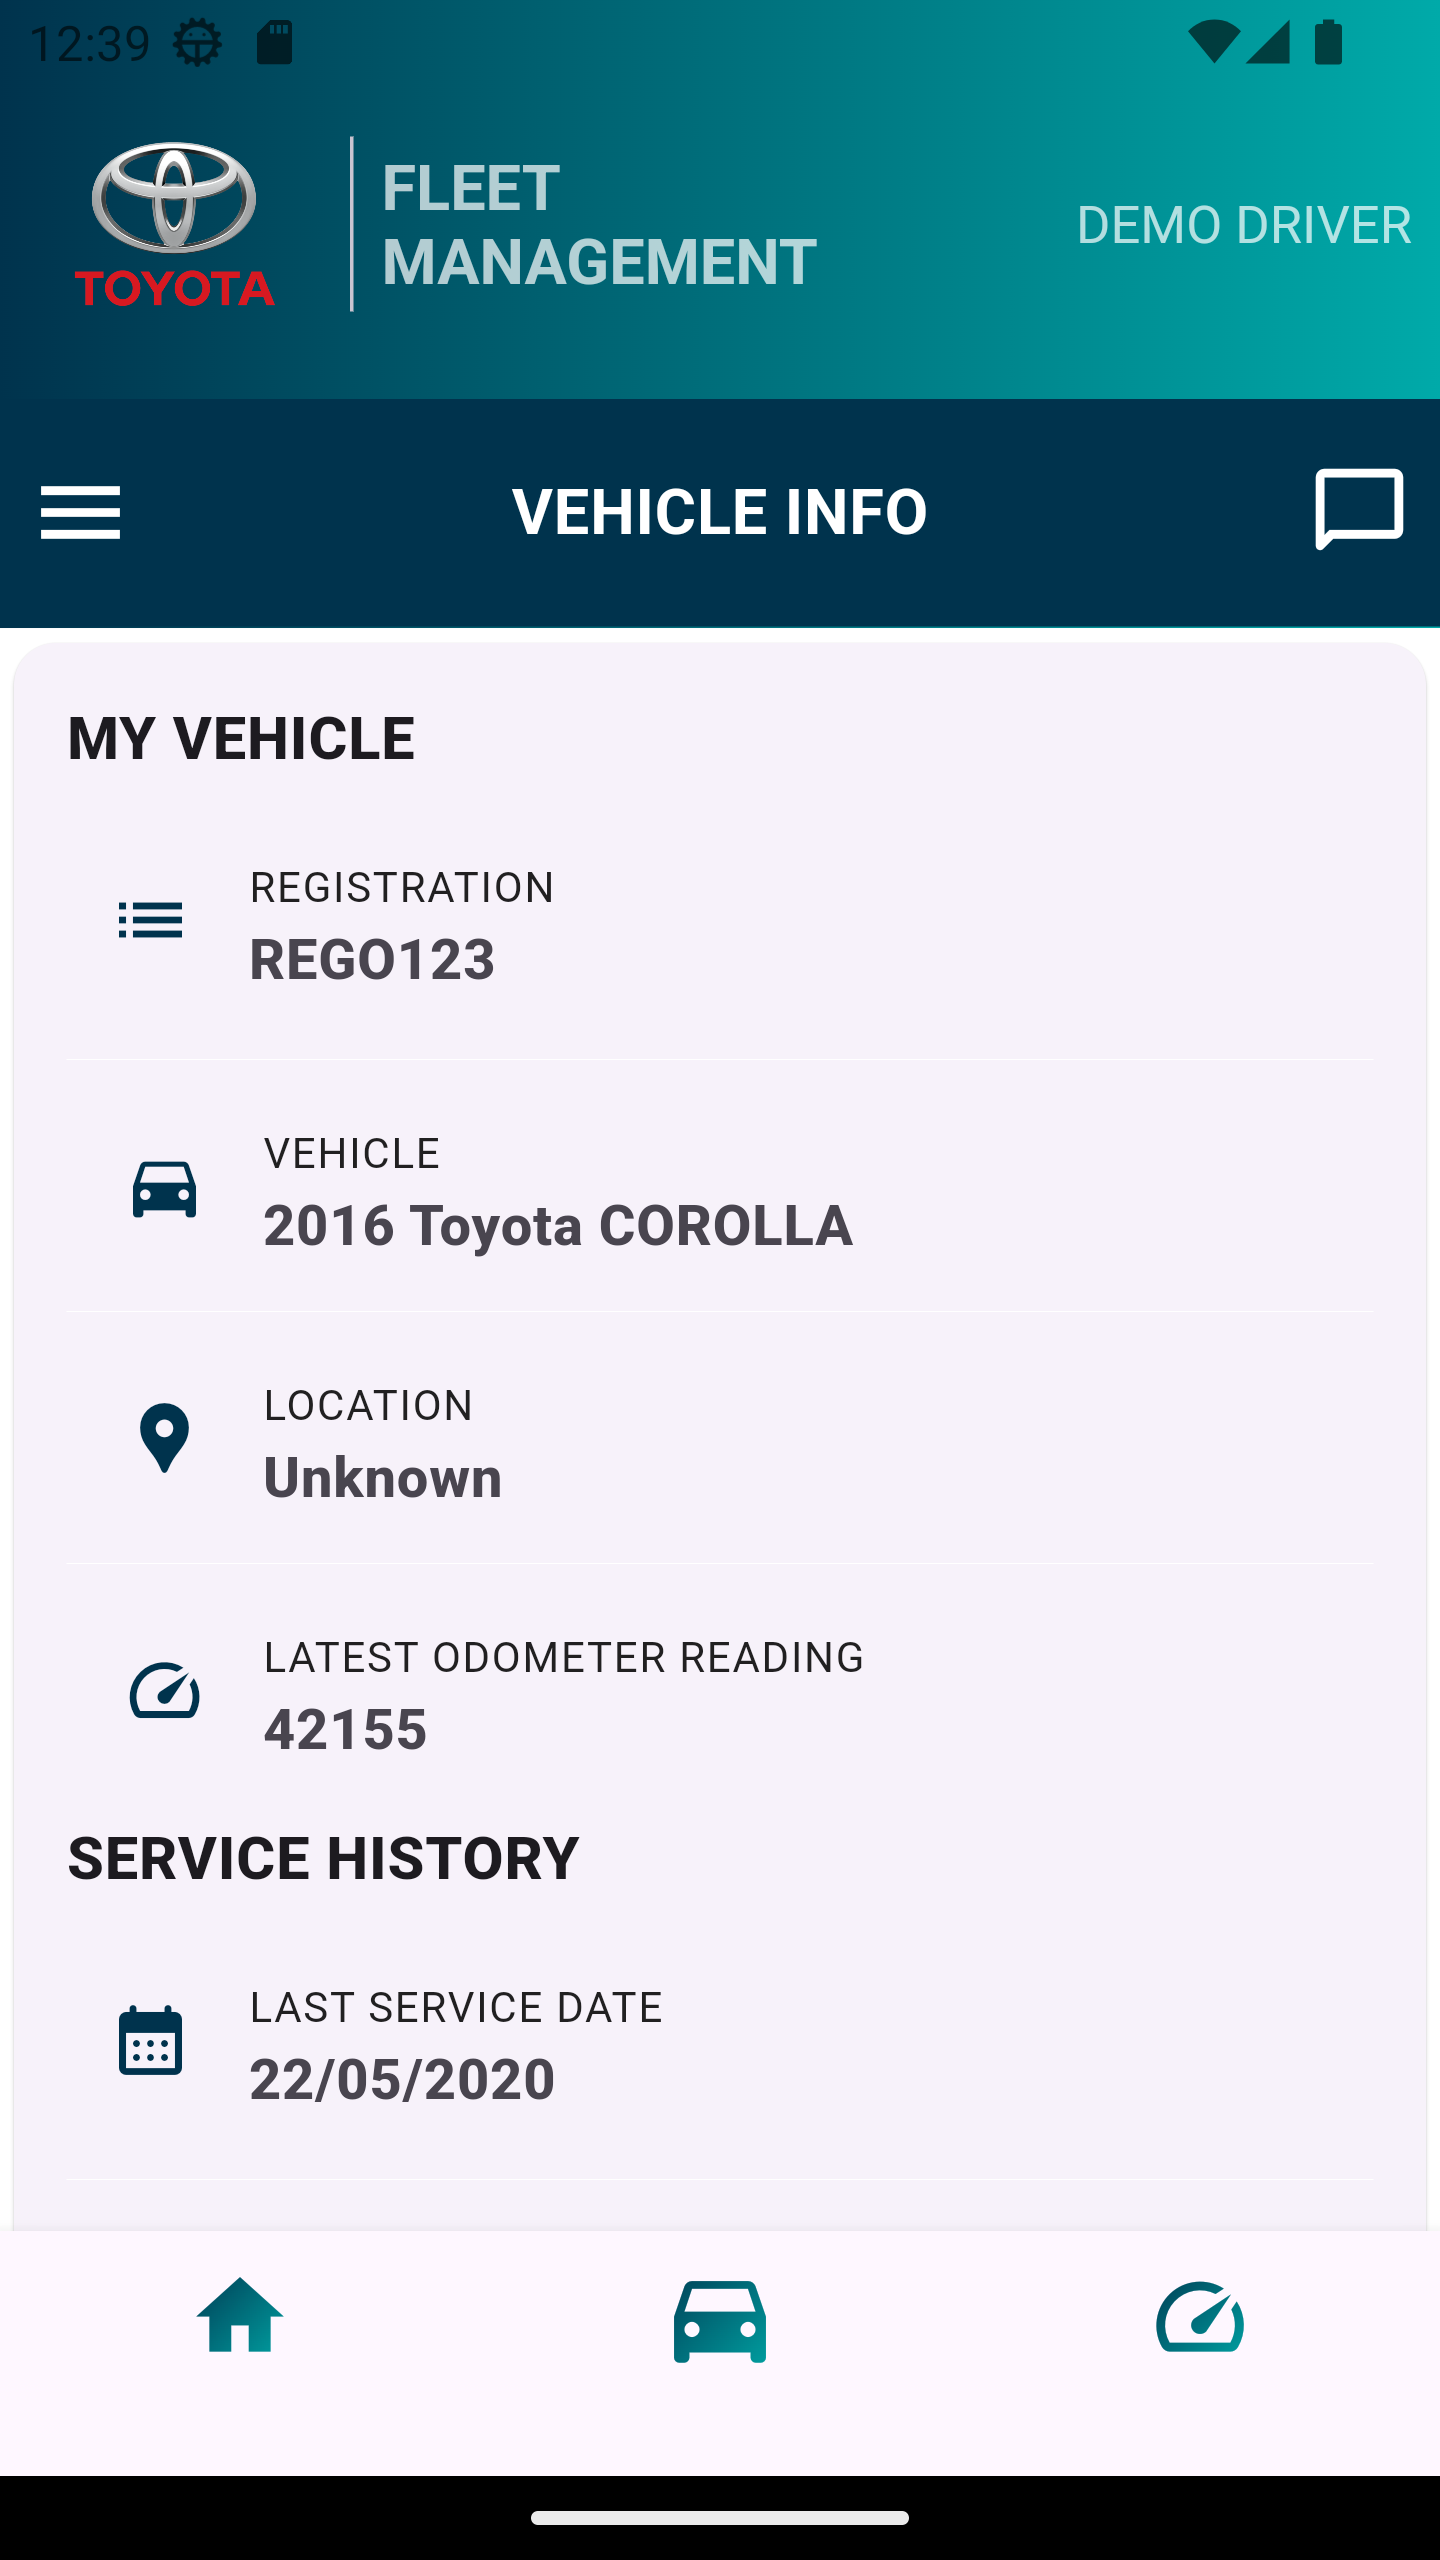 12:39
TOYOTA
FLEET
MANAGEMENT
DEMO DRIVER
VEHICLE INFO
MY VEHICLE
REGISTRATION
REGO123
VEHICLE
2016 Toyota COROLLA
LOCATION
Unknown
LATEST ODOMETER READING
42155
SERVICE HISTORY
LAST SERVICE DATE
22/05/2020